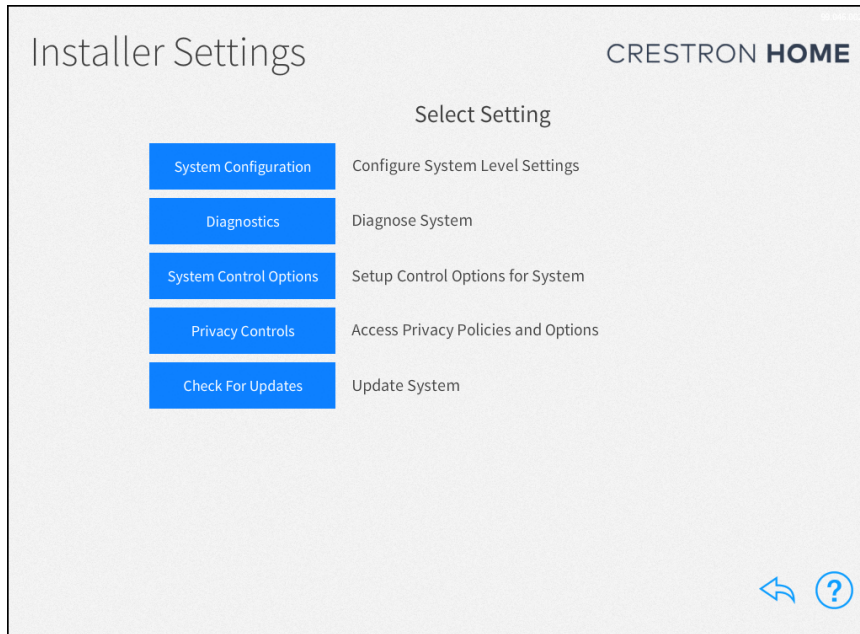 Installer Settings
CRESTRON HOME
Select Setting
System Configuration Configure System Level Settings
Diagnostics Diagnose System
System Control Options Setup Control Options for System
Privacy Controls Access Privacy Policies and Options
Check For Updates Update System
?